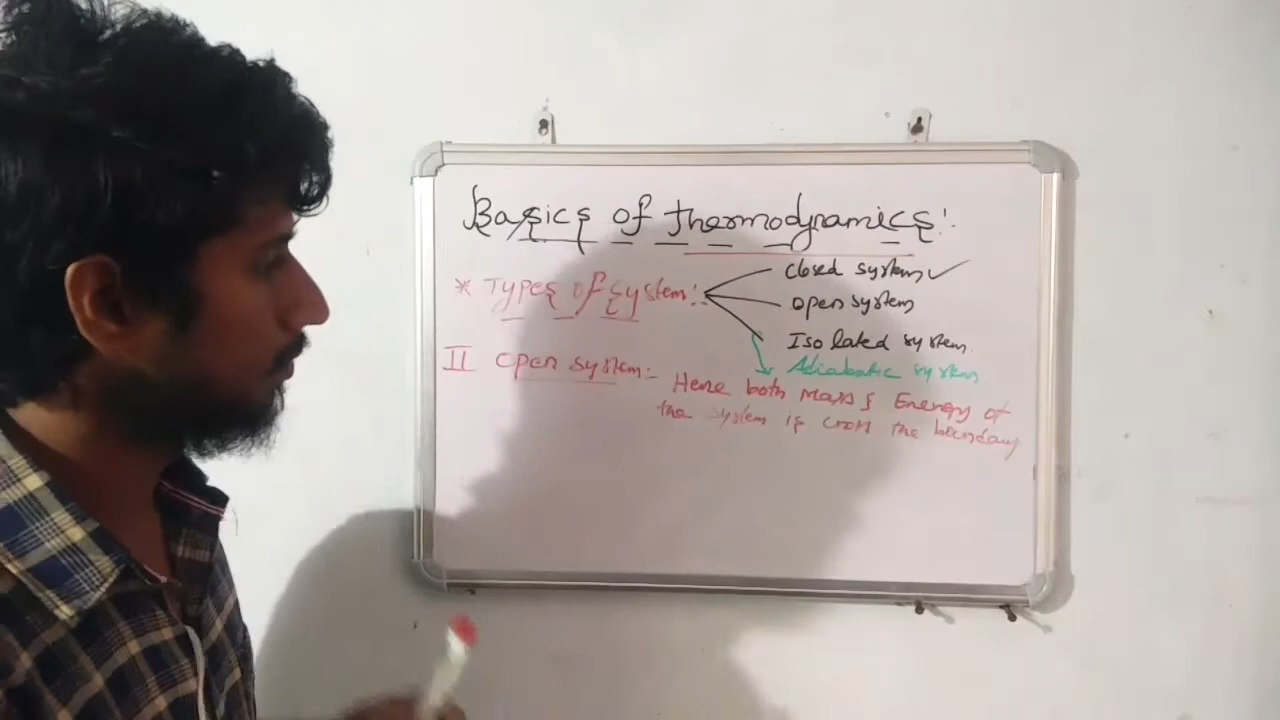 Basics of thermodynamics:
* Types of system:
closed system ✓
open system
Isolated system
Adiabatic system
II open system:-
Here both Mass & Energy of
the system is cross the boundary